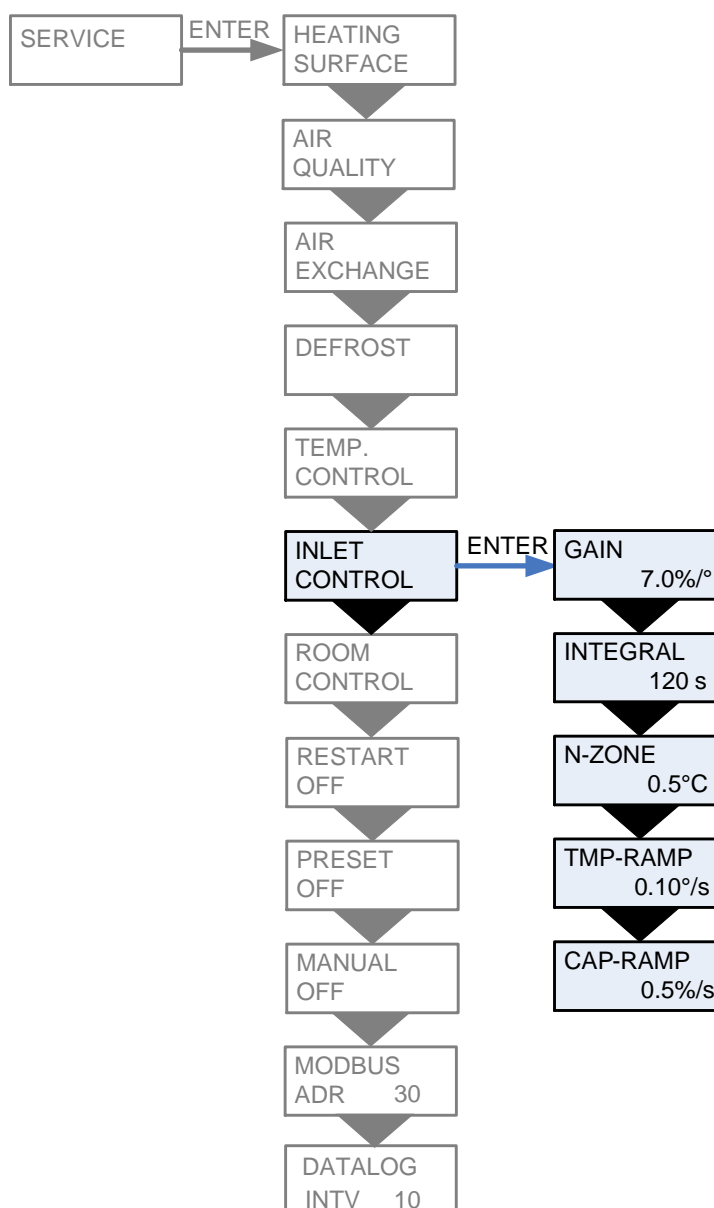 SERVICE
ENTER
HEATING
SURFACE
AIR
QUALITY
AIR
EXCHANGE
DEFROST
TEMP.
CONTROL
INLET
CONTROL
ENTER
GAIN
7.0%/°
INTEGRAL
120 s
N-ZONE
0.5°C
TMP-RAMP
0.10°/s
CAP-RAMP
0.5%/s
ROOM
CONTROL
RESTART
OFF
PRESET
OFF
MANUAL
OFF
MODBUS
ADR 30
DATALOG
INTV 10